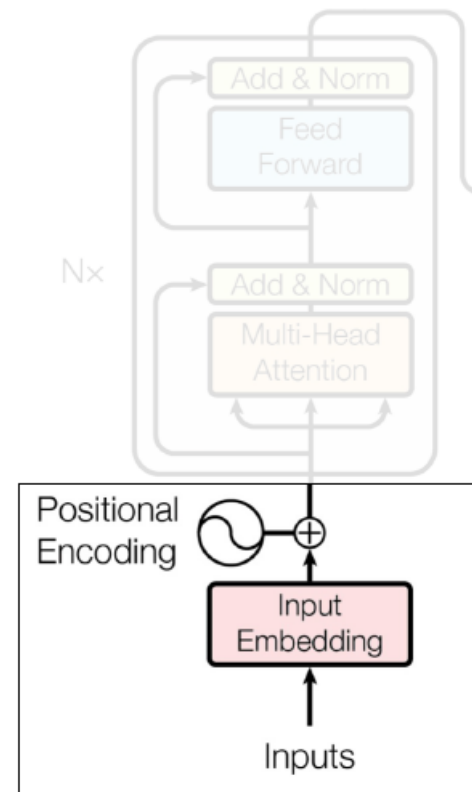 Add & Norm
Feed
Forward
Nx
Add & Norm
Multi-Head
Attention
Positional
Encoding
Input
Embedding
Inputs